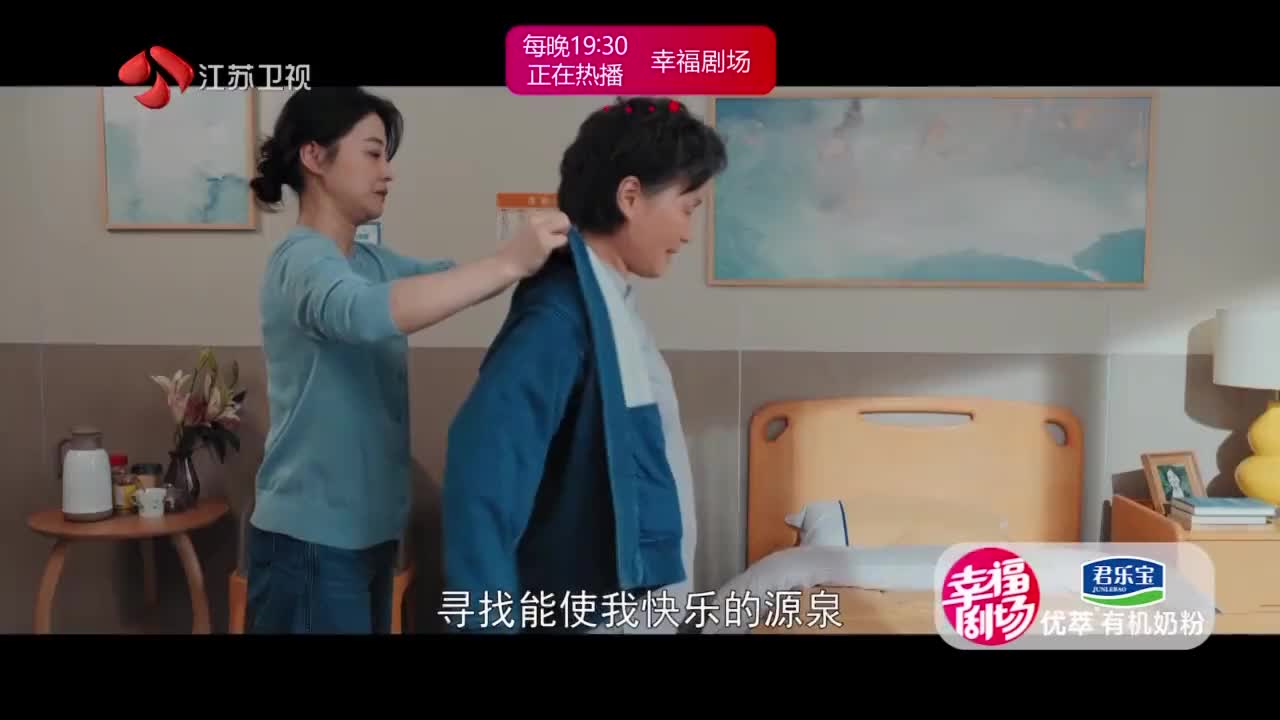 江苏卫视
每晚19:30
正在热播
幸福剧场
寻找能使我快乐的源泉
幸福
剧场
君乐宝
JUNLEBAO
优萃有机奶粉